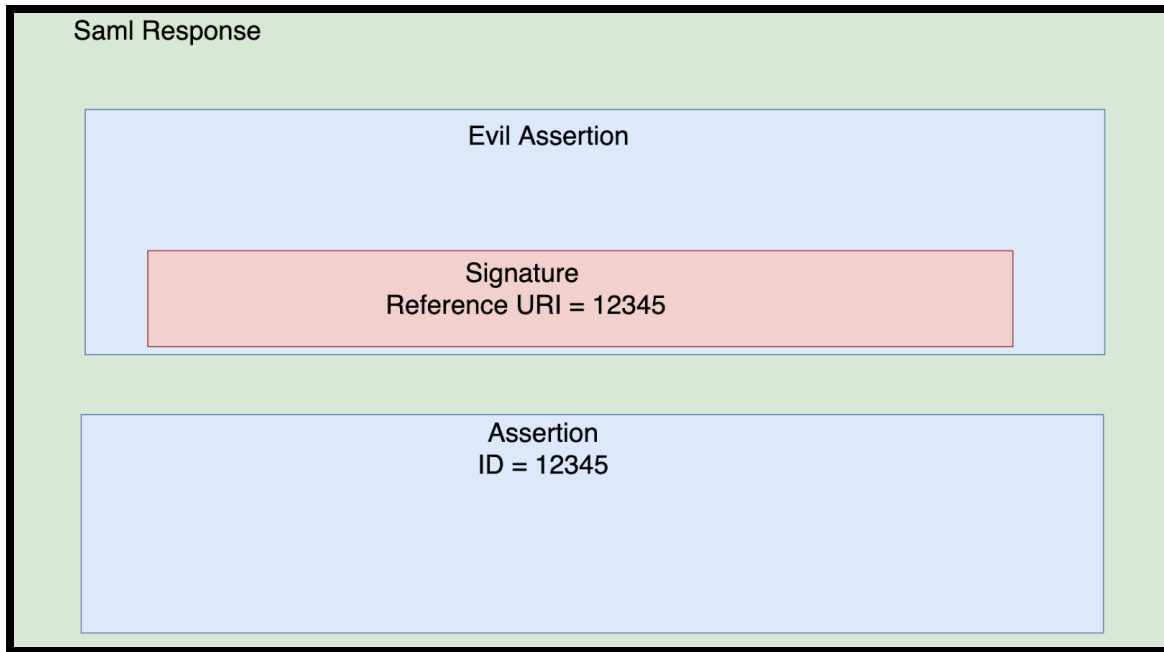 Saml Response
Evil Assertion
Signature
Reference URI = 12345
Assertion
ID = 12345